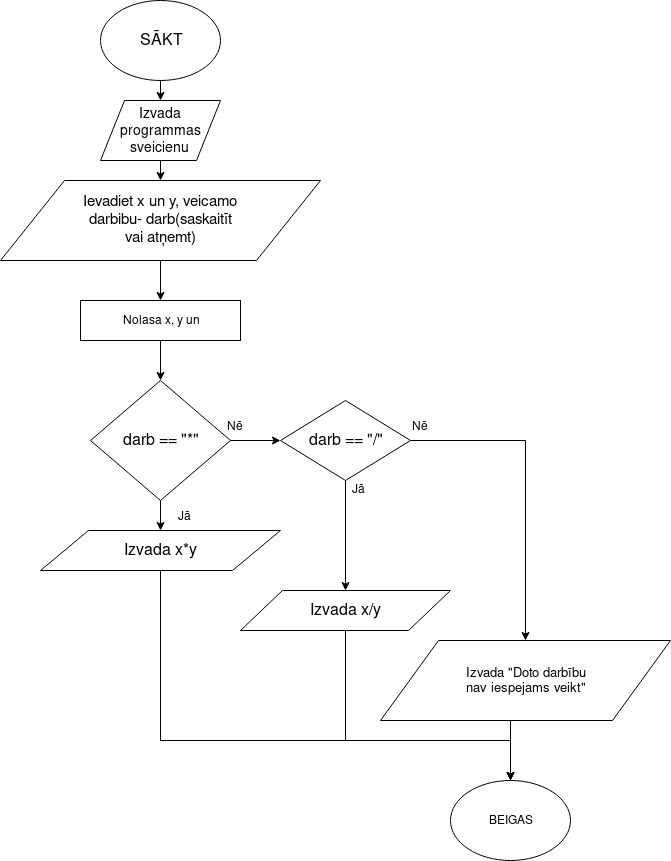 SĀKT
Izvada
programmas
sveicienu
Ievadiet x un y, veicamo
darbibu- darb(saskaitīt
vai atņemt)
Nolasa x, y un
darb == "*"
Nē
darb == "/"
Nē
Jā
Jā
Izvada x*y
Izvada x/y
Izvada "Doto darbību
nav iespejams veikt"
BEIGAS